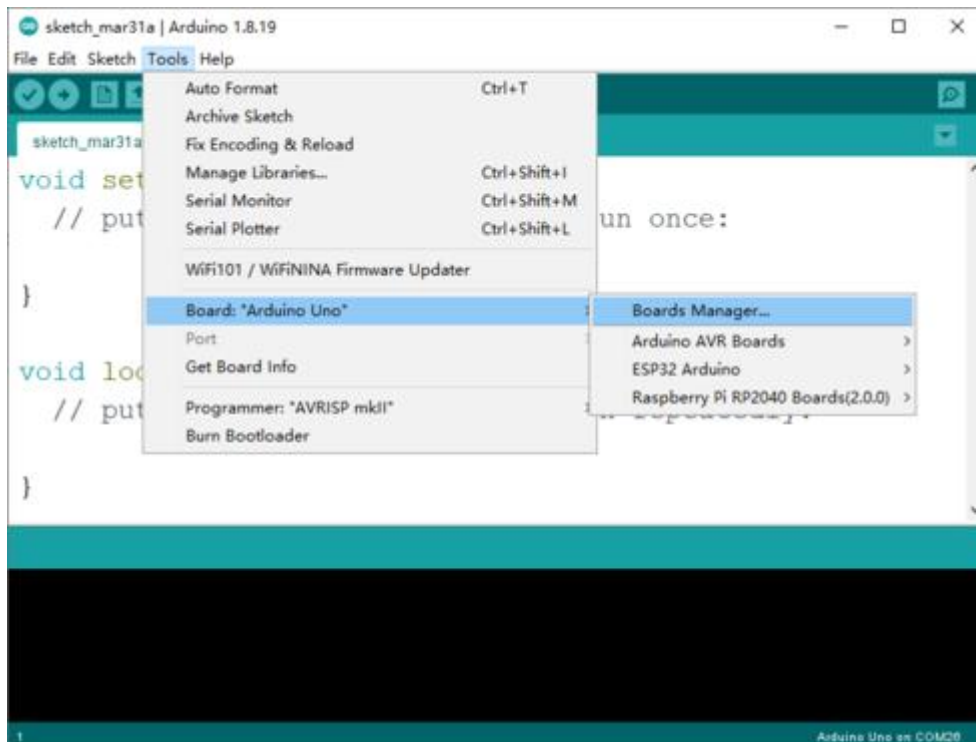 sketch_mar31a | Arduino 1.8.19
File Edit Sketch Tools Help
sketch_mar31a
Auto Format Ctrl+T
Archive Sketch
Fix Encoding & Reload
Manage Libraries... Ctrl+Shift+I
Serial Monitor Ctrl+Shift+M
Serial Plotter Ctrl+Shift+L
WiFi101 / WiFiNINA Firmware Updater
Board: "Arduino Uno"
Port
Get Board Info
Programmer: "AVRISP mkII"
Burn Bootloader
Boards Manager...
Arduino AVR Boards
ESP32 Arduino
Raspberry Pi RP2040 Boards(2.0.0)
void set
// put un once:
}
void loo
// put
}
1 Arduino Uno on COM26